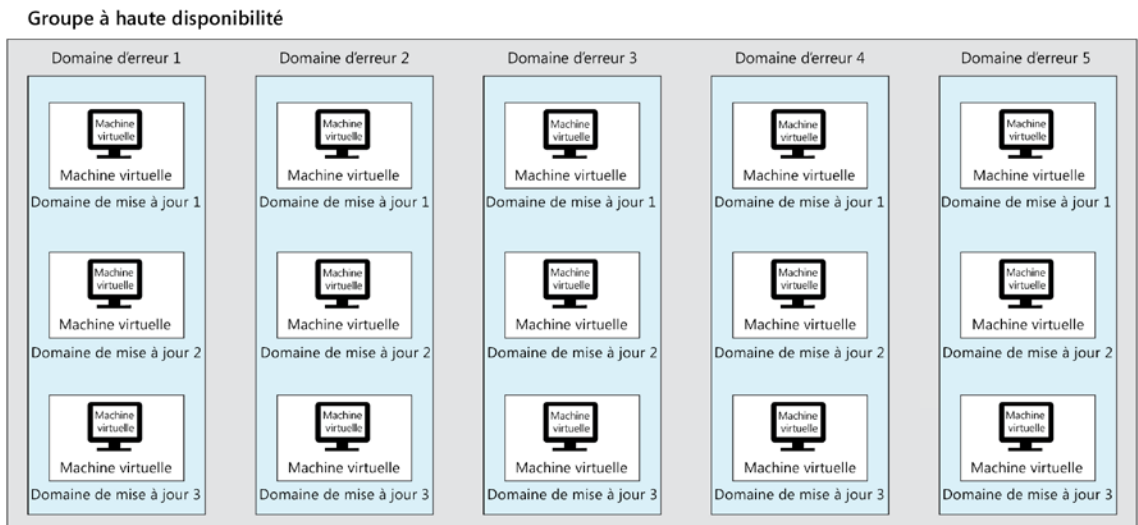 Groupe à haute disponibilité
Domaine d'erreur 1
Domaine d'erreur 2
Domaine d'erreur 3
Domaine d'erreur 4
Domaine d'erreur 5
Machine
virtuelle
Machine
virtuelle
Machine
virtuelle
Machine
virtuelle
Machine
virtuelle
Machine virtuelle
Machine virtuelle
Machine virtuelle
Machine virtuelle
Machine virtuelle
Domaine de mise à jour 1
Domaine de mise à jour 1
Domaine de mise à jour 1
Domaine de mise à jour 1
Domaine de mise à jour 1
Machine
virtuelle
Machine
virtuelle
Machine
virtuelle
Machine
virtuelle
Machine
virtuelle
Machine virtuelle
Machine virtuelle
Machine virtuelle
Machine virtuelle
Machine virtuelle
Domaine de mise à jour 2
Domaine de mise à jour 2
Domaine de mise à jour 2
Domaine de mise à jour 2
Domaine de mise à jour 2
Machine
virtuelle
Machine
virtuelle
Machine
virtuelle
Machine
virtuelle
Machine
virtuelle
Machine virtuelle
Machine virtuelle
Machine virtuelle
Machine virtuelle
Machine virtuelle
Domaine de mise à jour 3
Domaine de mise à jour 3
Domaine de mise à jour 3
Domaine de mise à jour 3
Domaine de mise à jour 3